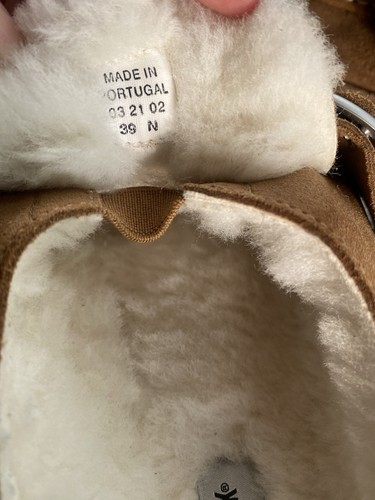 MADE IN
PORTUGAL
03 21 02
39 N
K®